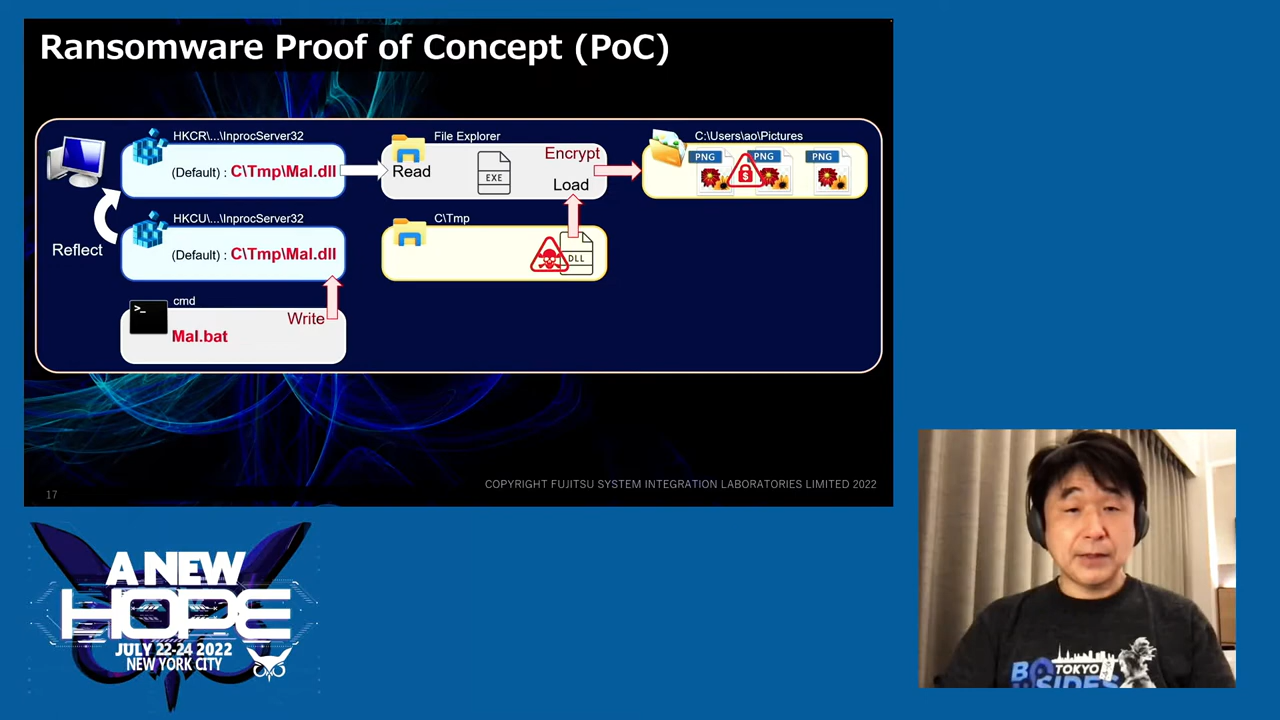 Ransomware Proof of Concept (PoC)
HKCR\...\InprocServer32
(Default) : C\Tmp\Mal.dll
File Explorer
Read
EXE
Encrypt
Load
C:\Users\ao\Pictures
PNG
PNG
PNG
Reflect
HKCU\...\InprocServer32
(Default) : C\Tmp\Mal.dll
C\Tmp
DLL
cmd
>_
Mal.bat
Write
17
COPYRIGHT FUJITSU SYSTEM INTEGRATION LABORATORIES LIMITED 2022
A NEW
HOPE
JULY 22-24 2022
NEW YORK CITY
TOKYO